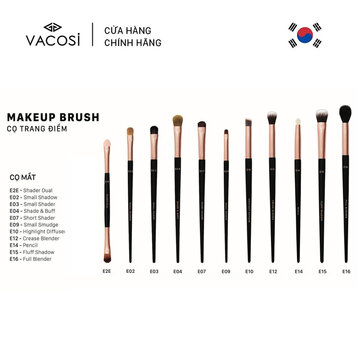 VACOSI
CỬA HÀNG
CHÍNH HÃNG
MAKEUP BRUSH
CỌ TRANG ĐIỂM
CỌ MẮT
E2E - Shader Dual
E02 - Small Shadow
E03 - Small Shader
E04 - Shade & Buff
E07 - Short Shader
E09 - Small Smudge
E10 - Highlight Diffuser
E12 - Crease Blender
E14 - Pencil
E15 - Fluff Shadow
E16 - Full Blender
E2E E02 E03 E04 E07 E09 E10 E12 E14 E15 E16